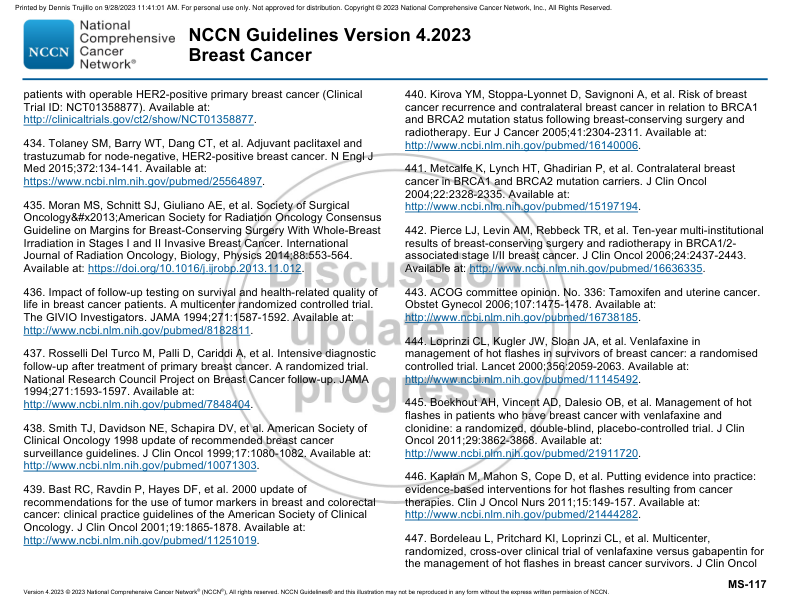 Printed by Dennis Trujillo on 9/28/2023 11:41:01 AM. For personal use only. Not approved for distribution. Copyright © 2023 National Comprehensive Cancer Network, Inc., All Rights Reserved.
NCCN
National
Comprehensive
Cancer
Network®
NCCN Guidelines Version 4.2023
Breast Cancer
Discussion
update in
progress
patients with operable HER2-positive primary breast cancer (Clinical
Trial ID: NCT01358877). Available at:
http://clinicaltrials.gov/ct2/show/NCT01358877.
434. Tolaney SM, Barry WT, Dang CT, et al. Adjuvant paclitaxel and
trastuzumab for node-negative, HER2-positive breast cancer. N Engl J
Med 2015;372:134-141. Available at:
https://www.ncbi.nlm.nih.gov/pubmed/25564897.
435. Moran MS, Schnitt SJ, Giuliano AE, et al. Society of Surgical
Oncology&#x2013;American Society for Radiation Oncology Consensus
Guideline on Margins for Breast-Conserving Surgery With Whole-Breast
Irradiation in Stages I and II Invasive Breast Cancer. International
Journal of Radiation Oncology, Biology, Physics 2014;88:553-564.
Available at: https://doi.org/10.1016/j.ijrobp.2013.11.012.
436. Impact of follow-up testing on survival and health-related quality of
life in breast cancer patients. A multicenter randomized controlled trial.
The GIVIO Investigators. JAMA 1994;271:1587-1592. Available at:
http://www.ncbi.nlm.nih.gov/pubmed/8182811.
437. Rosselli Del Turco M, Palli D, Cariddi A, et al. Intensive diagnostic
follow-up after treatment of primary breast cancer. A randomized trial.
National Research Council Project on Breast Cancer follow-up. JAMA
1994;271:1593-1597. Available at:
http://www.ncbi.nlm.nih.gov/pubmed/7848404.
438. Smith TJ, Davidson NE, Schapira DV, et al. American Society of
Clinical Oncology 1998 update of recommended breast cancer
surveillance guidelines. J Clin Oncol 1999;17:1080-1082. Available at:
http://www.ncbi.nlm.nih.gov/pubmed/10071303.
439. Bast RC, Ravdin P, Hayes DF, et al. 2000 update of
recommendations for the use of tumor markers in breast and colorectal
cancer: clinical practice guidelines of the American Society of Clinical
Oncology. J Clin Oncol 2001;19:1865-1878. Available at:
http://www.ncbi.nlm.nih.gov/pubmed/11251019.
440. Kirova YM, Stoppa-Lyonnet D, Savignoni A, et al. Risk of breast
cancer recurrence and contralateral breast cancer in relation to BRCA1
and BRCA2 mutation status following breast-conserving surgery and
radiotherapy. Eur J Cancer 2005;41:2304-2311. Available at:
http://www.ncbi.nlm.nih.gov/pubmed/16140006.
441. Metcalfe K, Lynch HT, Ghadirian P, et al. Contralateral breast
cancer in BRCA1 and BRCA2 mutation carriers. J Clin Oncol
2004;22:2328-2335. Available at:
http://www.ncbi.nlm.nih.gov/pubmed/15197194.
442. Pierce LJ, Levin AM, Rebbeck TR, et al. Ten-year multi-institutional
results of breast-conserving surgery and radiotherapy in BRCA1/2-
associated stage I/II breast cancer. J Clin Oncol 2006;24:2437-2443.
Available at: http://www.ncbi.nlm.nih.gov/pubmed/16636335.
443. ACOG committee opinion. No. 336: Tamoxifen and uterine cancer.
Obstet Gynecol 2006;107:1475-1478. Available at:
http://www.ncbi.nlm.nih.gov/pubmed/16738185.
444. Loprinzi CL, Kugler JW, Sloan JA, et al. Venlafaxine in
management of hot flashes in survivors of breast cancer: a randomised
controlled trial. Lancet 2000;356:2059-2063. Available at:
http://www.ncbi.nlm.nih.gov/pubmed/11145492.
445. Boekhout AH, Vincent AD, Dalesio OB, et al. Management of hot
flashes in patients who have breast cancer with venlafaxine and
clonidine: a randomized, double-blind, placebo-controlled trial. J Clin
Oncol 2011;29:3862-3868. Available at:
http://www.ncbi.nlm.nih.gov/pubmed/21911720.
446. Kaplan M, Mahon S, Cope D, et al. Putting evidence into practice:
evidence-based interventions for hot flashes resulting from cancer
therapies. Clin J Oncol Nurs 2011;15:149-157. Available at:
http://www.ncbi.nlm.nih.gov/pubmed/21444282.
447. Bordeleau L, Pritchard KI, Loprinzi CL, et al. Multicenter,
randomized, cross-over clinical trial of venlafaxine versus gabapentin for
the management of hot flashes in breast cancer survivors. J Clin Oncol
MS-117
Version 4.2023 © 2023 National Comprehensive Cancer Network® (NCCN®), All rights reserved. NCCN Guidelines® and this illustration may not be reproduced in any form without the express written permission of NCCN.